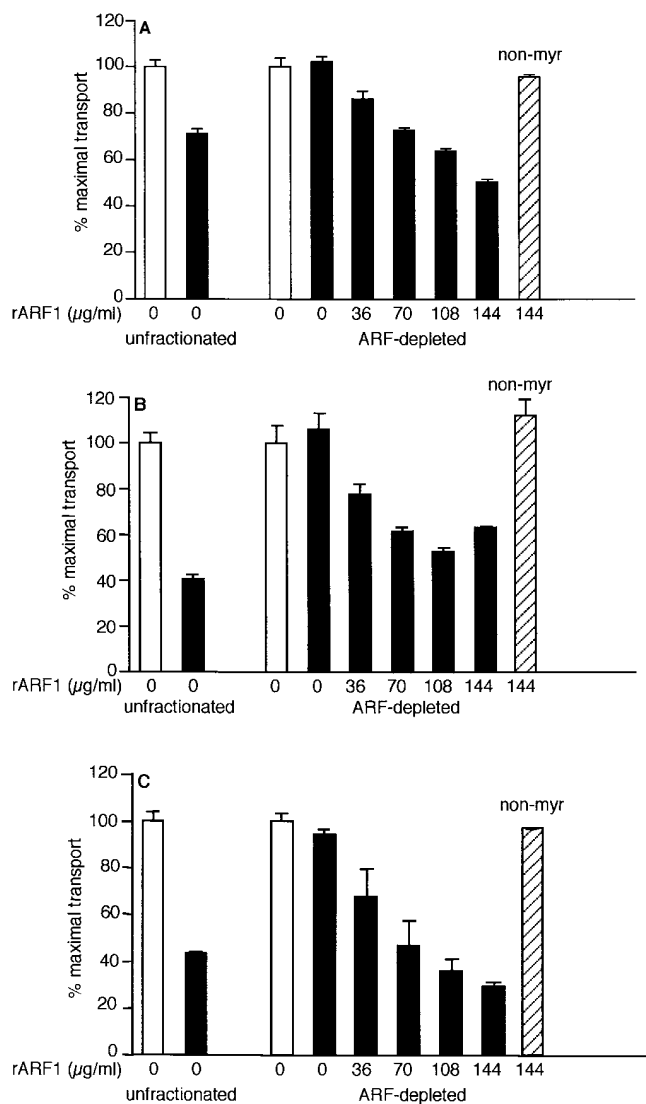 A
non-myr
120
100
80
60
40
20
0
% maximal transport
rARF1 (µg/ml) 0 0 0 0 36 70 108 144 144
unfractionated ARF-depleted
B
non-myr
120
100
80
60
40
20
0
% maximal transport
rARF1 (µg/ml) 0 0 0 0 36 70 108 144 144
unfractionated ARF-depleted
C
non-myr
120
100
80
60
40
20
0
% maximal transport
rARF1 (µg/ml) 0 0 0 0 36 70 108 144 144
unfractionated ARF-depleted